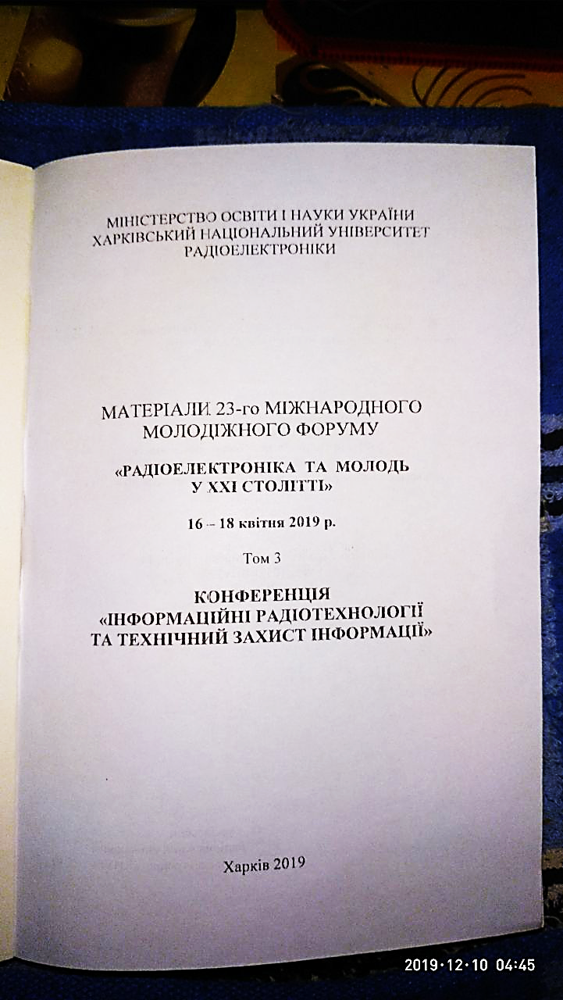 МІНІСТЕРСТВО ОСВІТИ І НАУКИ УКРАЇНИ
ХАРКІВСЬКИЙ НАЦІОНАЛЬНИЙ УНІВЕРСИТЕТ
РАДІОЕЛЕКТРОНІКИ
МАТЕРІАЛИ 23-го МІЖНАРОДНОГО
МОЛОДІЖНОГО ФОРУМУ
«РАДІОЕЛЕКТРОНІКА ТА МОЛОДЬ
У ХХІ СТОЛІТТІ»
16 – 18 квітня 2019 р.
Том 3
КОНФЕРЕНЦІЯ
«ІНФОРМАЦІЙНІ РАДІОТЕХНОЛОГІЇ
ТА ТЕХНІЧНИЙ ЗАХИСТ ІНФОРМАЦІЇ»
Харків 2019
2019·12·10 04:45